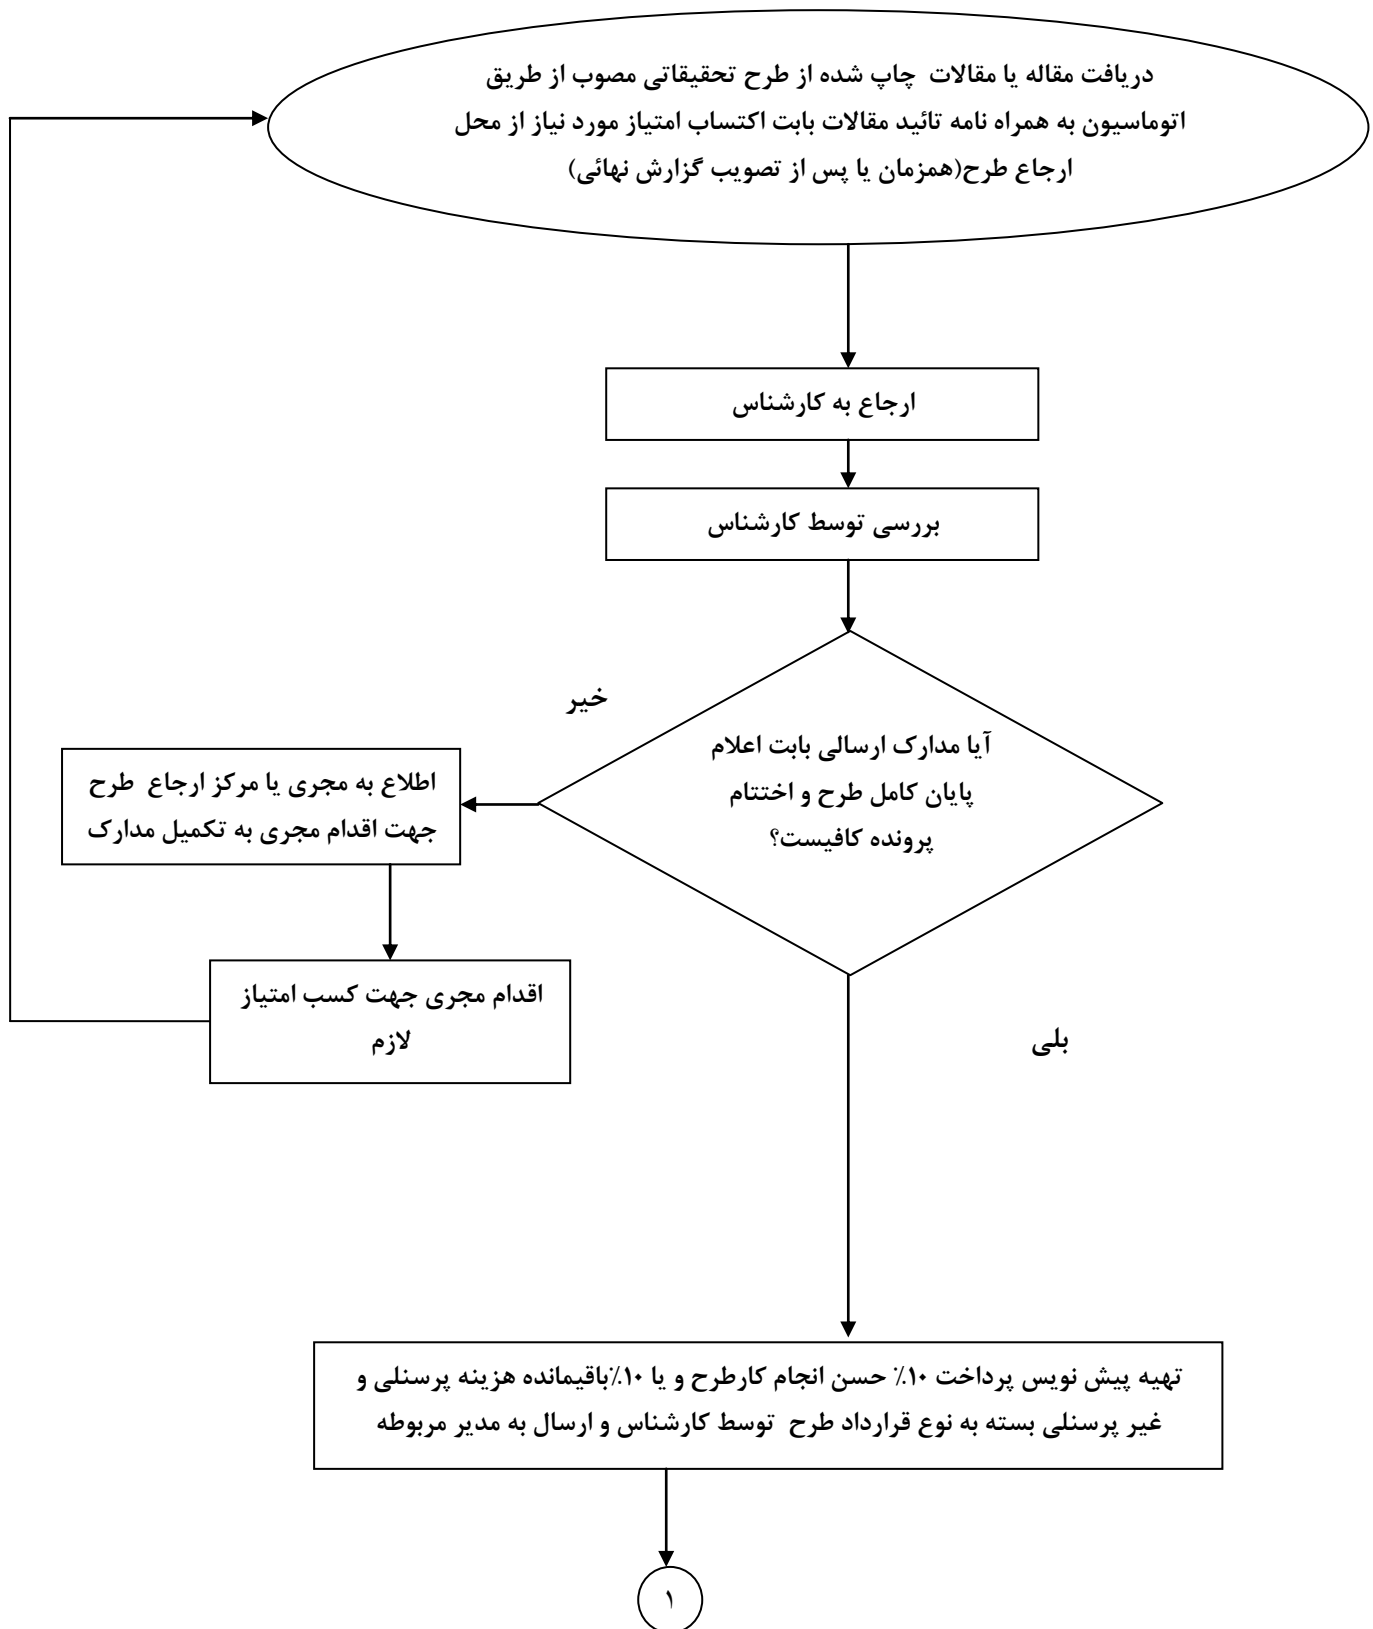 دریافت مقاله یا مقالات چاپ شده از طرح تحقیقاتی مصوب از طریق
اتوماسیون به همراه نامه تائید مقالات بابت اکتساب امتیاز مورد نیاز از محل
ارجاع طرح(همزمان یا پس از تصویب گزارش نهائی)
ارجاع به کارشناس
بررسی توسط کارشناس
خیر
آیا مدارک ارسالی بابت اعلام
پایان کامل طرح و اختتام
پرونده کافیست؟
اطلاع به مجری یا مرکز ارجاع طرح
جهت اقدام مجری به تکمیل مدارک
اقدام مجری جهت کسب امتیاز
لازم
بلی
تهیه پیش نویس پرداخت ۱۰٪ حسن انجام کارطرح و یا ۱۰٪باقیمانده هزینه پرسنلی و
غیر پرسنلی بسته به نوع قرارداد طرح توسط کارشناس و ارسال به مدیر مربوطه
۱